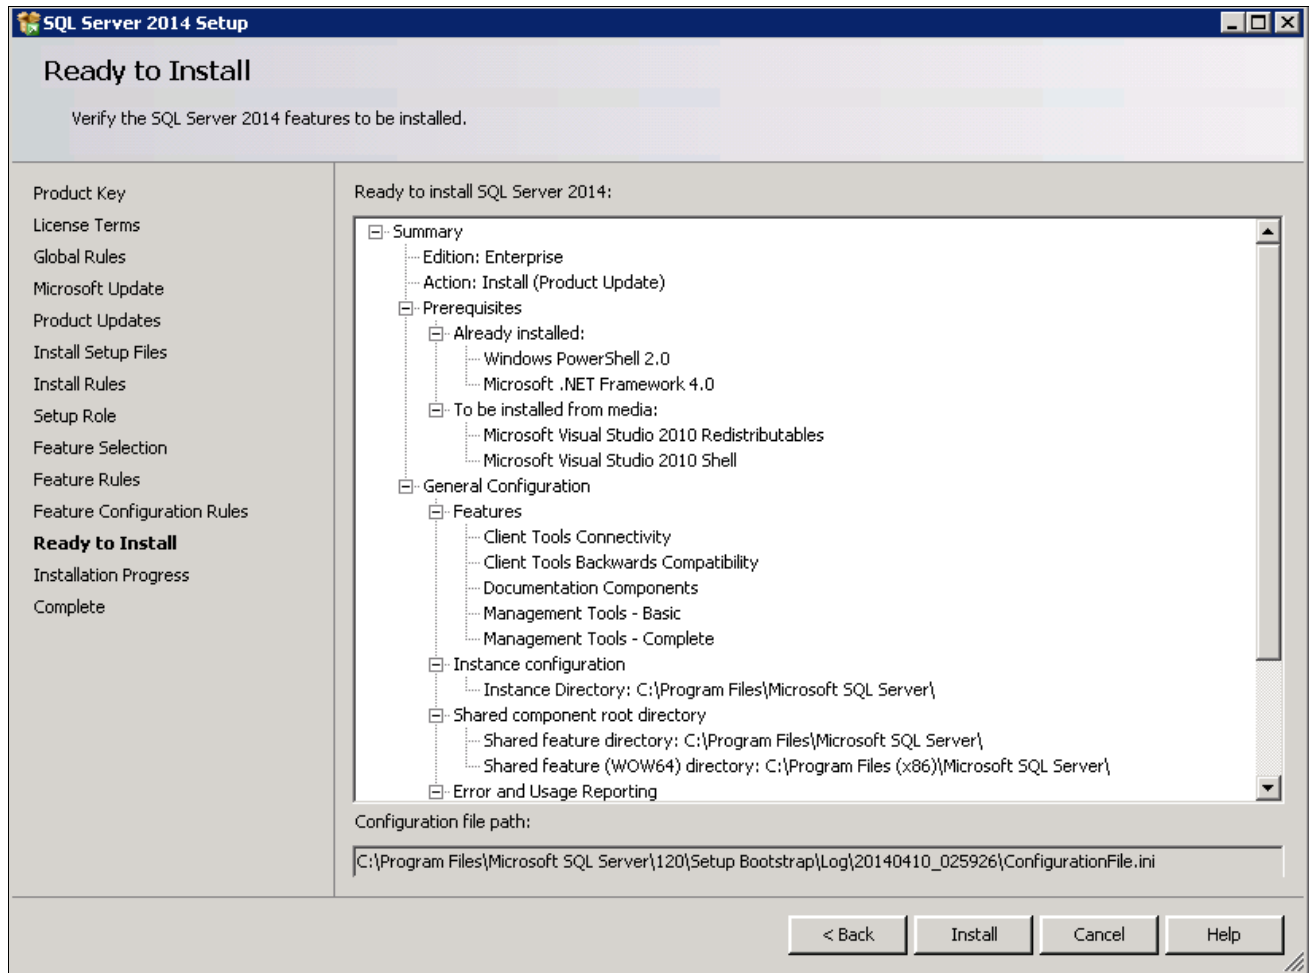 SQL Server 2014 Setup
Ready to Install
Verify the SQL Server 2014 features to be installed.
Product Key
License Terms
Global Rules
Microsoft Update
Product Updates
Install Setup Files
Install Rules
Setup Role
Feature Selection
Feature Rules
Feature Configuration Rules
Ready to Install
Installation Progress
Complete
Ready to install SQL Server 2014:
Summary
Edition: Enterprise
Action: Install (Product Update)
Prerequisites
Already installed:
Windows PowerShell 2.0
Microsoft .NET Framework 4.0
To be installed from media:
Microsoft Visual Studio 2010 Redistributables
Microsoft Visual Studio 2010 Shell
General Configuration
Features
Client Tools Connectivity
Client Tools Backwards Compatibility
Documentation Components
Management Tools - Basic
Management Tools - Complete
Instance configuration
Instance Directory: C:\Program Files\Microsoft SQL Server\
Shared component root directory
Shared feature directory: C:\Program Files\Microsoft SQL Server\
Shared feature (WOW64) directory: C:\Program Files (x86)\Microsoft SQL Server\
Error and Usage Reporting
Configuration file path:
C:\Program Files\Microsoft SQL Server\120\Setup Bootstrap\Log\20140410_025926\ConfigurationFile.ini
< Back
Install
Cancel
Help